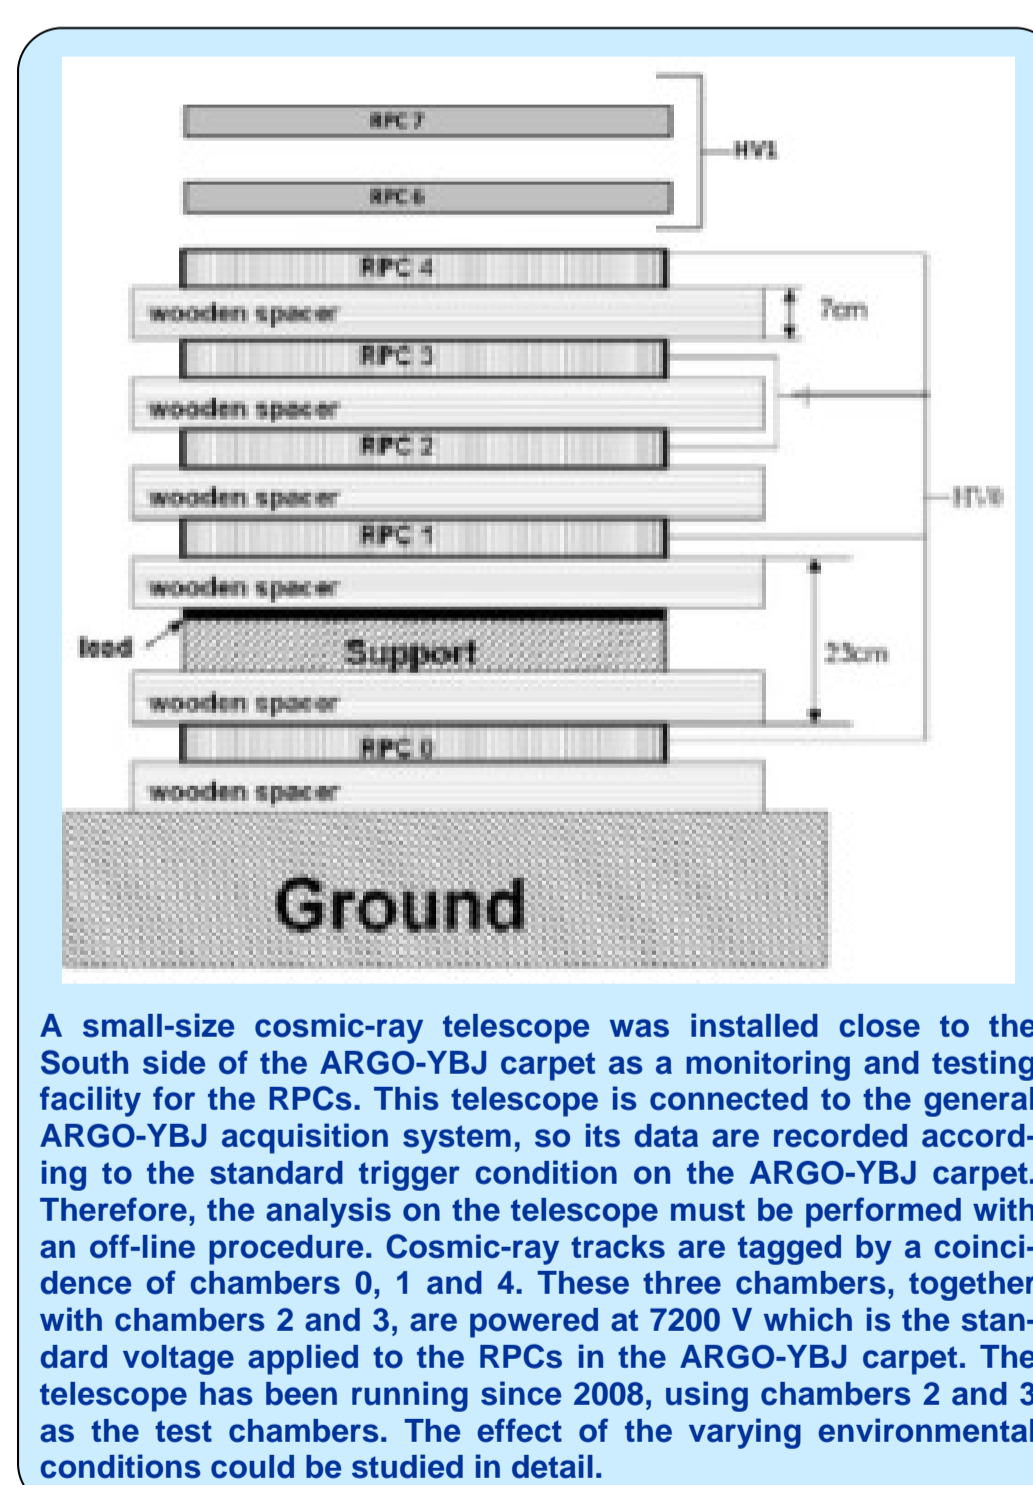 RPC 7
HV1
RPC 6
RPC 4
wooden spacer
7cm
RPC 3
wooden spacer
RPC 2
wooden spacer
RPC 1
wooden spacer
lead
Support
23cm
wooden spacer
RPC 0
wooden spacer
Ground
A small-size cosmic-ray telescope was installed close to the
South side of the ARGO-YBJ carpet as a monitoring and testing
facility for the RPCs. This telescope is connected to the general
ARGO-YBJ acquisition system, so its data are recorded accord-
ing to the standard trigger condition on the ARGO-YBJ carpet.
Therefore, the analysis on the telescope must be performed with
an off-line procedure. Cosmic-ray tracks are tagged by a coinci-
dence of chambers 0, 1 and 4. These three chambers, together
with chambers 2 and 3, are powered at 7200 V which is the stan-
dard voltage applied to the RPCs in the ARGO-YBJ carpet. The
telescope has been running since 2008, using chambers 2 and 3
as the test chambers. The effect of the varying environmental
conditions could be studied in detail.